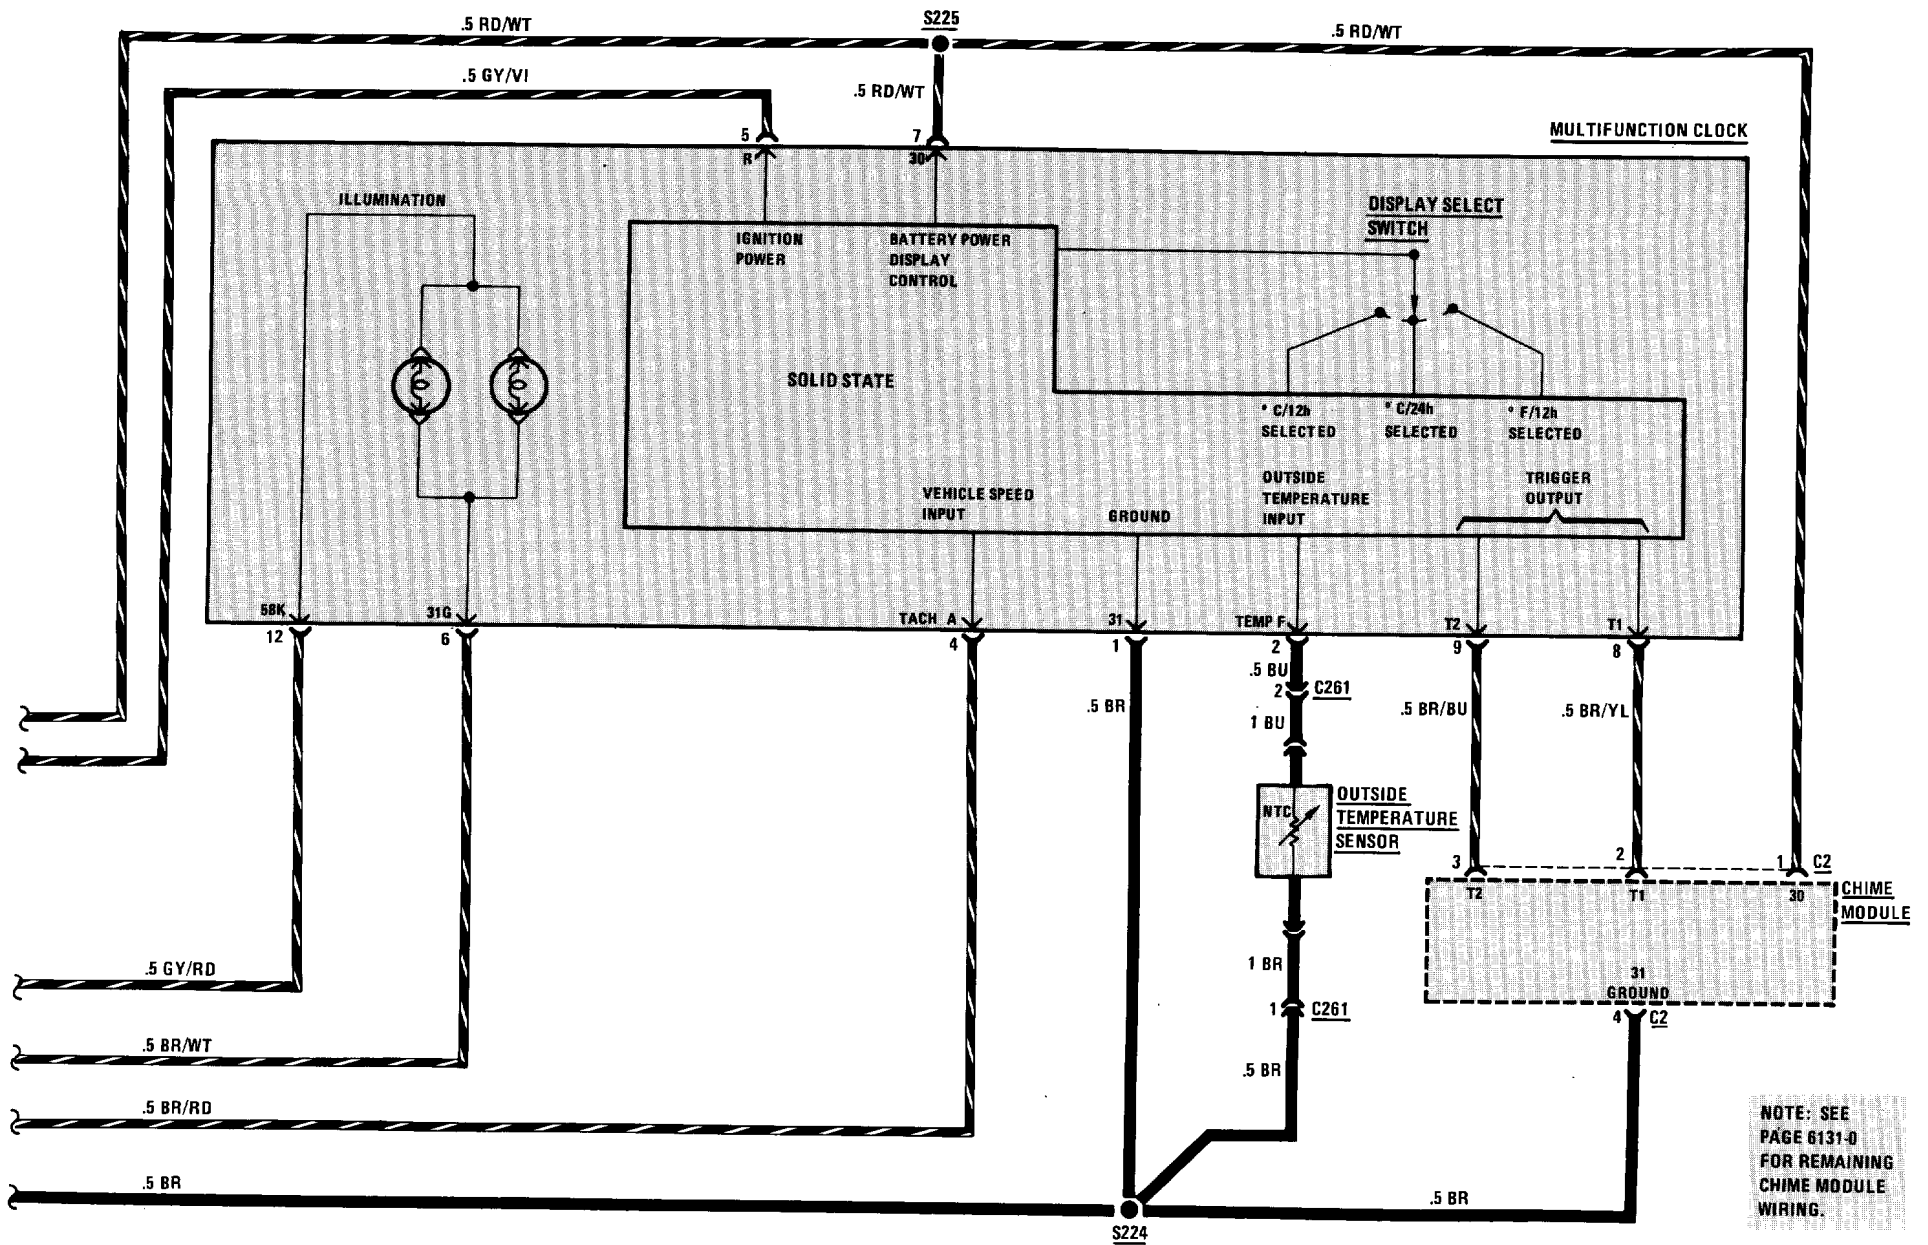 .5 RD/WT
S225
.5 RD/WT
.5 GY/VI
.5 RD/WT
MULTIFUNCTION CLOCK
5
7
R
30
ILLUMINATION
DISPLAY SELECT
SWITCH
IGNITION
POWER
BATTERY POWER
DISPLAY
CONTROL
SOLID STATE
° C/12h
SELECTED
° C/24h
SELECTED
° F/12h
SELECTED
VEHICLE SPEED
INPUT
GROUND
OUTSIDE
TEMPERATURE
INPUT
TRIGGER
OUTPUT
58K
31G
TACH A
31
TEMP F
T2
T1
12
6
4
1
2
9
8
.5 BU
2
C261
.5 BR
1 BU
.5 BR/BU
.5 BR/YL
NTC
OUTSIDE
TEMPERATURE
SENSOR
3
2
1
C2
T2
T1
30
CHIME
MODULE
31
GROUND
4
C2
1 BR
1
C261
.5 GY/RD
.5 BR/WT
.5 BR
.5 BR/RD
.5 BR
.5 BR
S224
NOTE: SEE
PAGE 6131-0
FOR REMAINING
CHIME MODULE
WIRING.